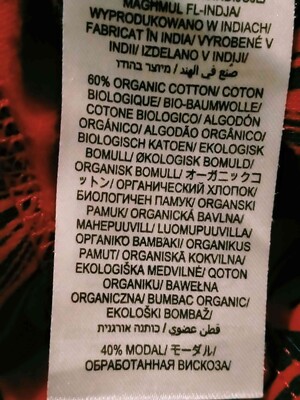 MAGHMUL FL-INDJA/
WYPRODUKOWANO W INDIACH/
FABRICAT ÎN INDIA/ VYROBENÉ V
INDII/ IZDELANO V INDIJI/
صنع في الهند / מיוצר בהודו
60% ORGANIC COTTON/ COTON
BIOLOGIQUE/ BIO-BAUMWOLLE/
COTONE BIOLOGICO/ ALGODÓN
ORGÁNICO/ ALGODÃO ORGÂNICO/
BIOLOGISCH KATOEN/ EKOLOGISK
BOMULL/ ØKOLOGISK BOMULD/
ORGANISK BOMULL/ オーガニックコ
ットン/ ОРГАНИЧЕСКИЙ ХЛОПОК/
БИОЛОГИЧЕН ПАМУК/ ORGANSKI
PAMUK/ ORGANICKÁ BAVLNA/
MAHEPUUVILL/ LUOMUPUUVILLA/
ΟΡΓΑΝΙΚΟ ΒΑΜΒΑΚΙ/ ORGANIKUS
PAMUT/ ORGANISKĀ KOKVILNA/
EKOLOGIŠKA MEDVILNĖ/ QOTON
ORGANIKU/ BAWEŁNA
ORGANICZNA/ BUMBAC ORGANIC/
EKOLOŠKI BOMBAŽ/
قطن عضوي / כותנה אורגנית
40% MODAL/ モーダル/
ОБРАБОТАННАЯ ВИСКОЗА/